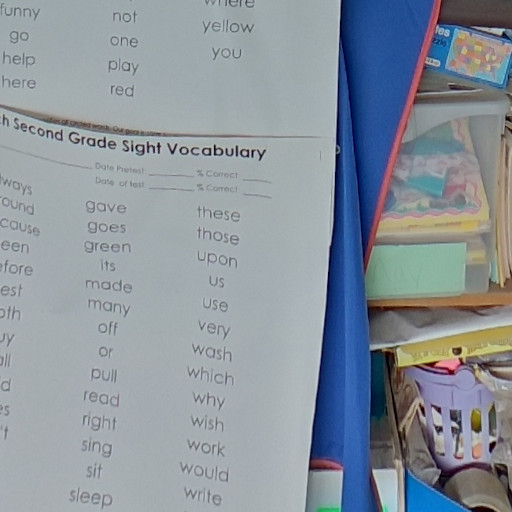 funny not where
go one yellow
help play you
here red
Second Grade Sight Vocabulary
Date Pretest: % Correct
Date of test: % Correct
gave these
goes those
green upon
its us
made use
many very
off wash
or which
pull why
read wish
right work
sing would
sit write
sleep